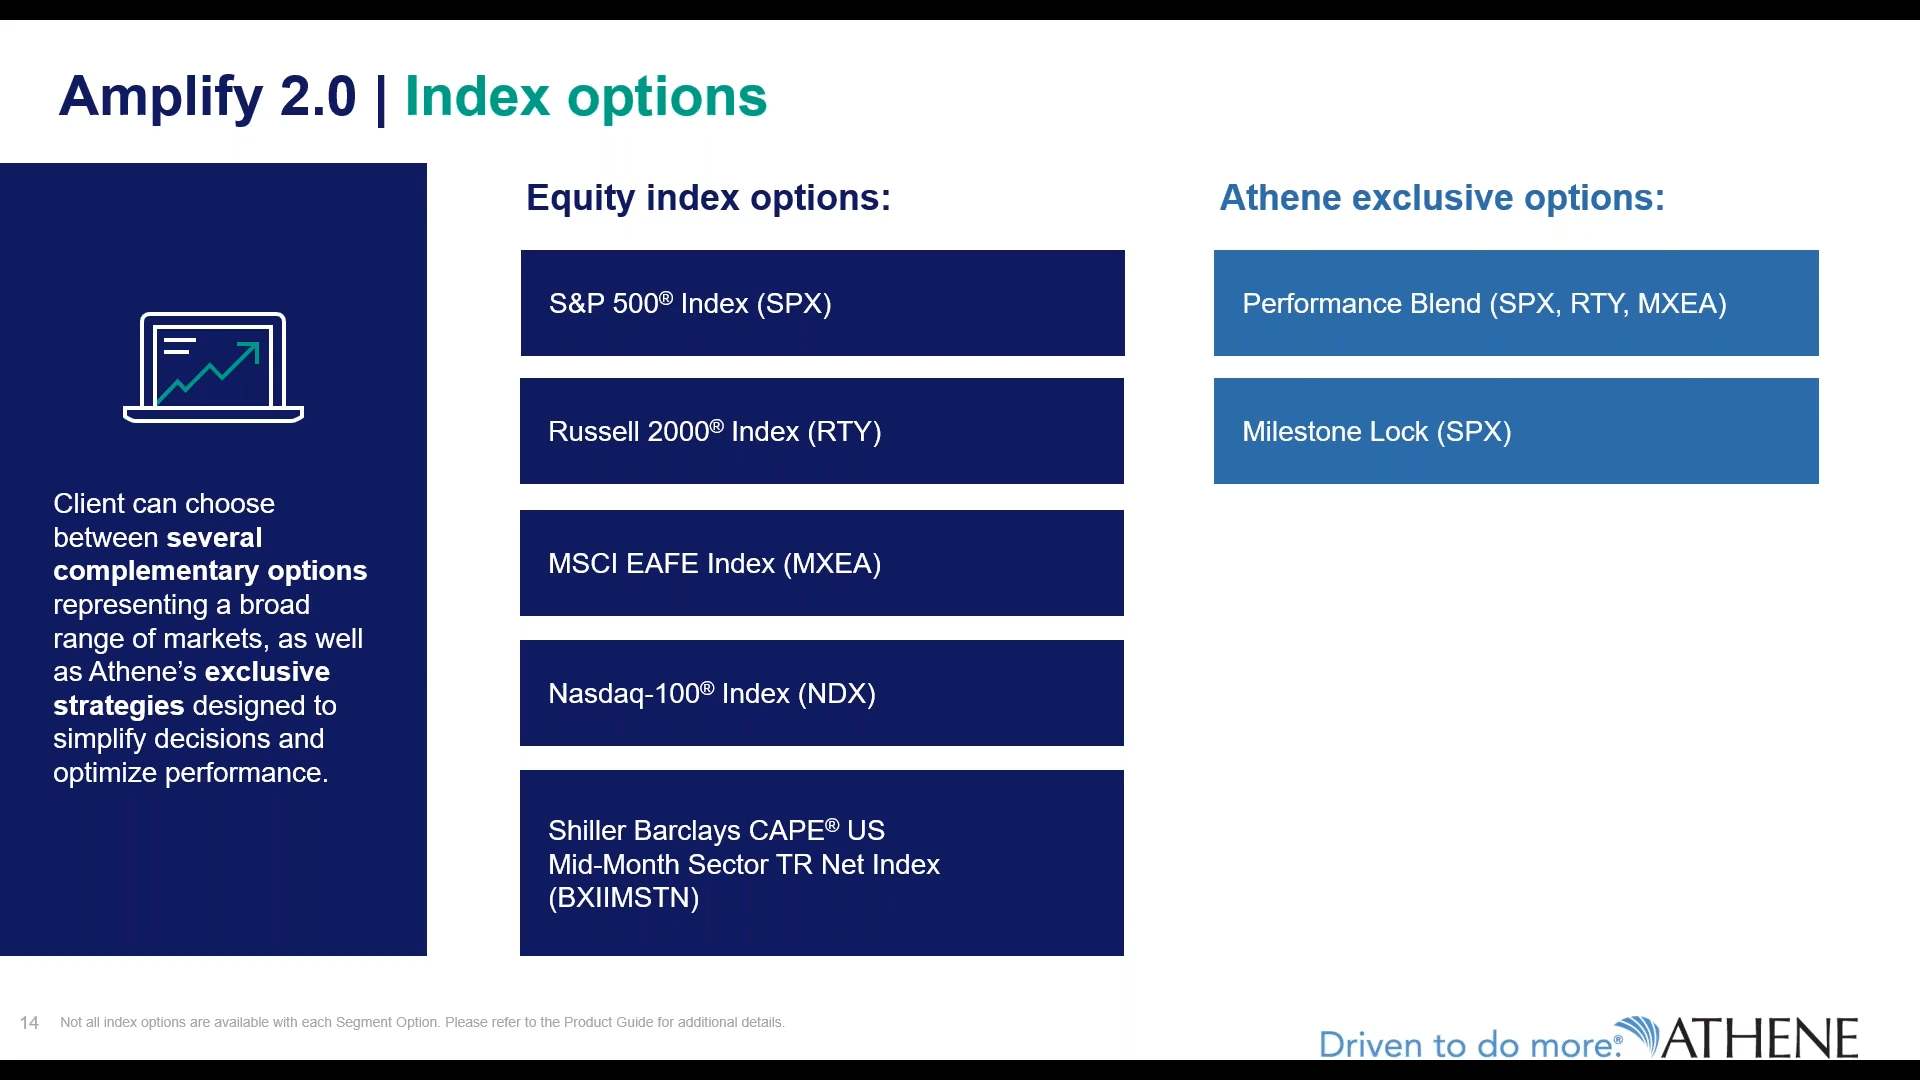 Amplify 2.0 | Index options
Client can choose
between several
complementary options
representing a broad
range of markets, as well
as Athene’s exclusive
strategies designed to
simplify decisions and
optimize performance.
Equity index options:
S&P 500® Index (SPX)
Russell 2000® Index (RTY)
MSCI EAFE Index (MXEA)
Nasdaq-100® Index (NDX)
Shiller Barclays CAPE® US
Mid-Month Sector TR Net Index
(BXIIMSTN)
Athene exclusive options:
Performance Blend (SPX, RTY, MXEA)
Milestone Lock (SPX)
14 Not all index options are available with each Segment Option. Please refer to the Product Guide for additional details.
Driven to do more.® ATHENE